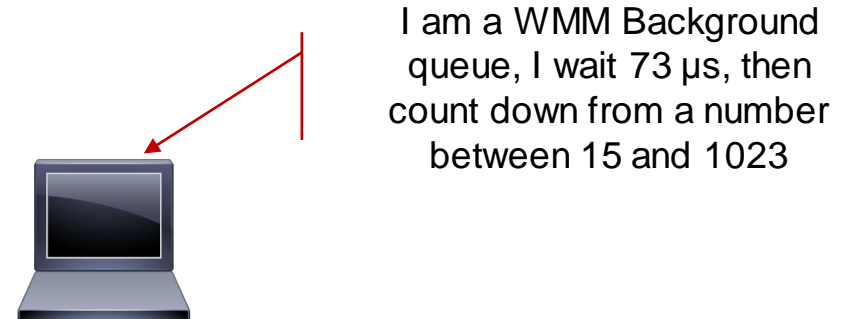 I am a WMM Background
queue, I wait 73 µs, then
count down from a number
between 15 and 1023